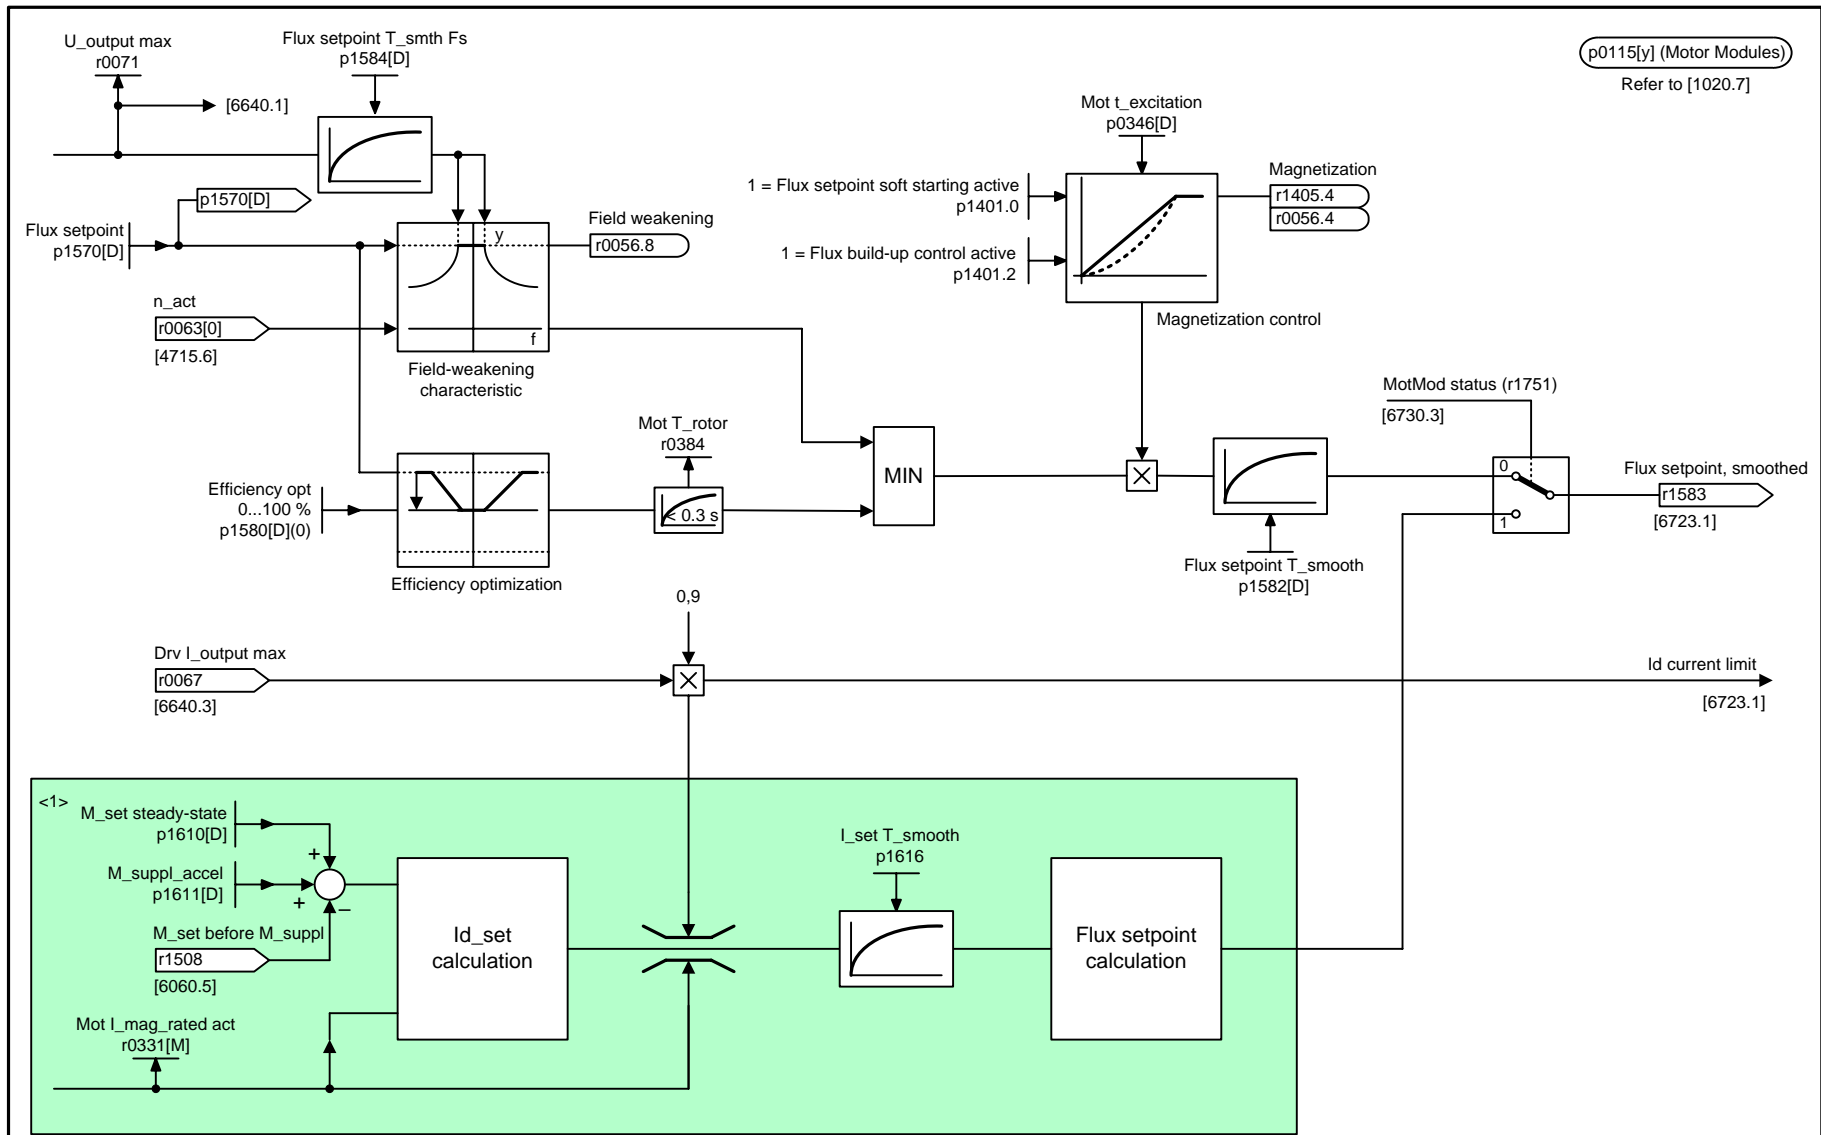 U_output max
r0071
[6640.1]
Flux setpoint T_smth Fs
p1584[D]
p0115[y] (Motor Modules)
Refer to [1020.7]
Mot t_excitation
p0346[D]
1 = Flux setpoint soft starting active
p1401.0
1 = Flux build-up control active
p1401.2
Magnetization
r1405.4
r0056.4
Magnetization control
p1570[D]
Flux setpoint
p1570[D]
y
f
Field weakening
r0056.8
n_act
r0063[0]
[4715.6]
Field-weakening
characteristic
Mot T_rotor
r0384
< 0.3 s
Efficiency opt
0...100 %
p1580[D](0)
Efficiency optimization
MIN
Flux setpoint T_smooth
p1582[D]
MotMod status (r1751)
[6730.3]
0
1
Flux setpoint, smoothed
r1583
[6723.1]
0,9
Drv I_output max
r0067
[6640.3]
Id current limit
[6723.1]
<1>
M_set steady-state
p1610[D]
+
M_suppl_accel
p1611[D]
+
–
M_set before M_suppl
r1508
[6060.5]
Mot I_mag_rated act
r0331[M]
Id_set
calculation
I_set T_smooth
p1616
Flux setpoint
calculation